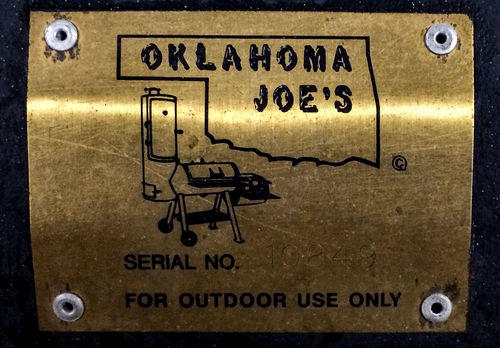 OKLAHOMA
JOE'S
©
SERIAL NO.
FOR OUTDOOR USE ONLY